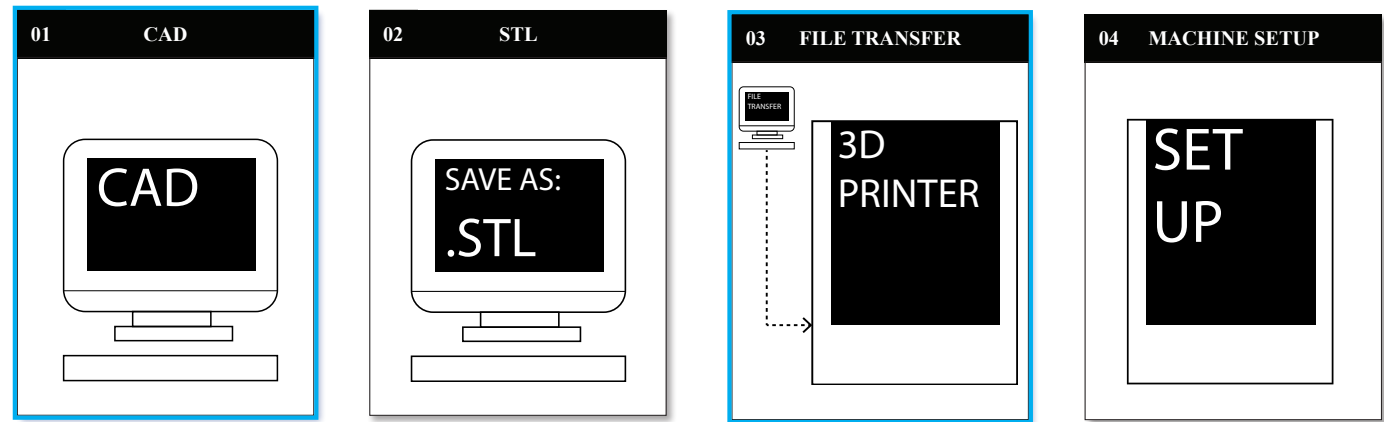 01 CAD
CAD
02 STL
SAVE AS:
.STL
03 FILE TRANSFER
FILE
TRANSFER
3D
PRINTER
04 MACHINE SETUP
SET
UP